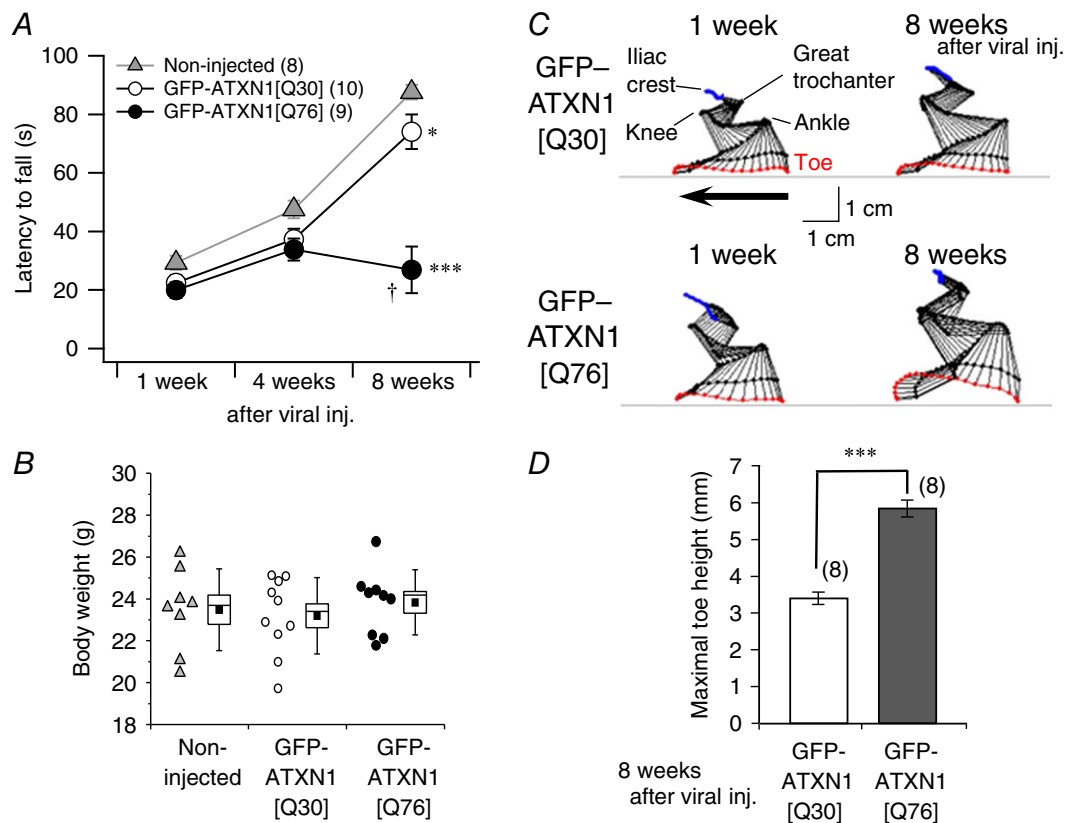 A
100
80
60
40
20
0
Latency to fall (s)
Non-injected (8)
GFP-ATXN1[Q30] (10)
GFP-ATXN1[Q76] (9)
*
***
†
1 week
4 weeks
8 weeks
after viral inj.
B
30
28
26
24
22
20
18
Body weight (g)
Non-
injected
GFP-
ATXN1
[Q30]
GFP-
ATXN1
[Q76]
C
1 week
8 weeks
after viral inj.
GFP–
ATXN1
[Q30]
Iliac
crest
Great
trochanter
Knee
Ankle
Toe
1 cm
1 cm
1 week
8 weeks
GFP–
ATXN1
[Q76]
D
7
6
5
4
3
2
1
0
Maximal toe height (mm)
***
(8)
(8)
8 weeks
after viral inj.
GFP-
ATXN1
[Q30]
GFP-
ATXN1
[Q76]